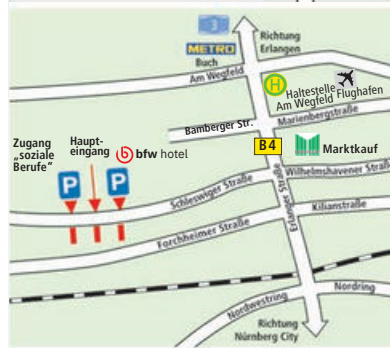 3
METRO
Buch
Am Wegfeld
Richtung
Erlangen
H
Haltestelle
Am Wegfeld
Flughafen
Marienbergstraße
Bamberger Str.
B 4
Marktkauf
Zugang
„soziale
Berufe“
Haupt-
eingang
bfw hotel
P
P
Wilhelmshavener Straße
Schleswiger Straße
Kilianstraße
Erlanger Straße
Forchheimer Straße
Nordwestring
Nordring
Richtung
Nürnberg City